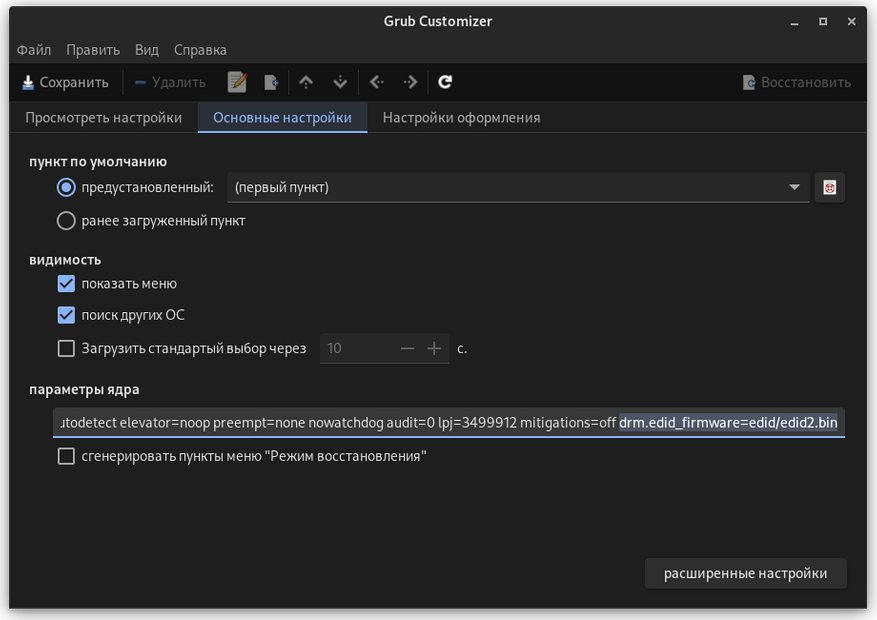 Grub Customizer
Файл Править Вид Справка
Сохранить Удалить Восстановить
Просмотреть настройки Основные настройки Настройки оформления
пункт по умолчанию
предустановленный: (первый пункт)
ранее загруженный пункт
видимость
показать меню
поиск других ОС
Загрузить стандартый выбор через 10 с.
параметры ядра
utodetect elevator=noop preempt=none nowatchdog audit=0 lpj=3499912 mitigations=off drm.edid_firmware=edid/edid2.bin
сгенерировать пункты меню "Режим восстановления"
расширенные настройки